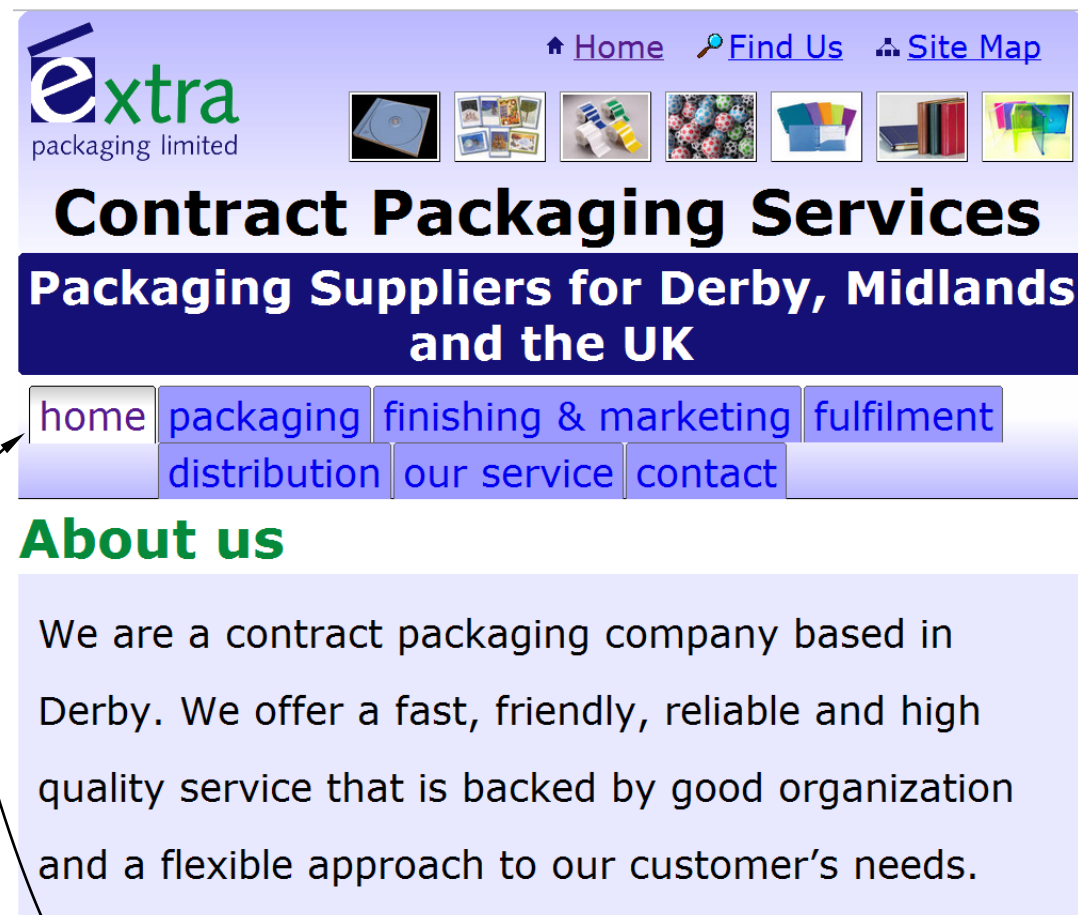 extra
packaging limited
Home Find Us Site Map
Contract Packaging Services
Packaging Suppliers for Derby, Midlands
and the UK
home packaging finishing & marketing fulfilment
distribution our service contact
About us
We are a contract packaging company based in
Derby. We offer a fast, friendly, reliable and high
quality service that is backed by good organization
and a flexible approach to our customer’s needs.